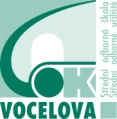 Střední odborná škola
Střední odborné učiliště
VOCELOVA